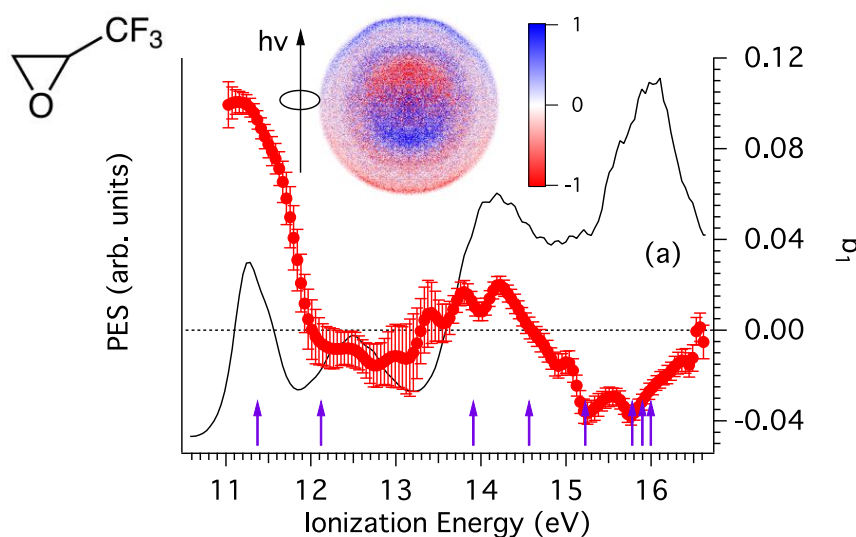 CF₃
O
hν
1
0
-1
0.12
0.08
0.04
0.00
-0.04
b₁
PES (arb. units)
(a)
11
12
13
14
15
16
Ionization Energy (eV)